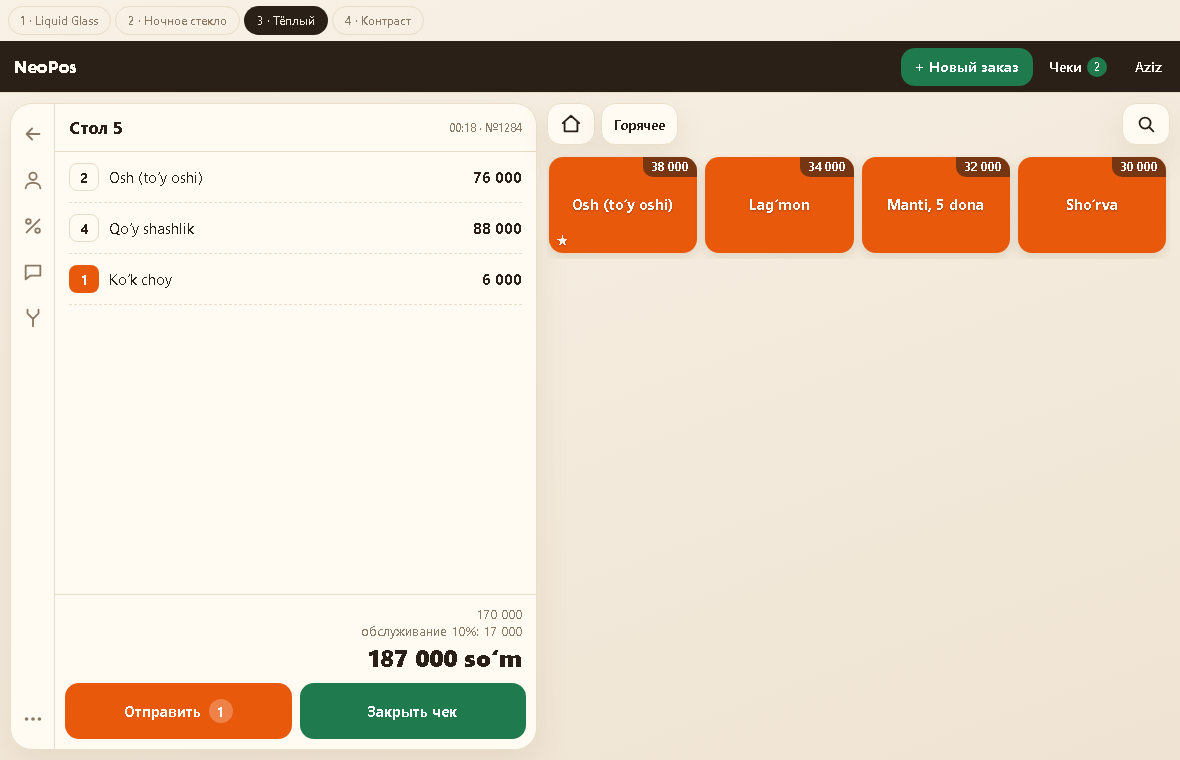 1 · Liquid Glass
2 · Ночное стекло
3 · Тёплый
4 · Контраст
NeoPos
+ Новый заказ
Чеки 2
Aziz
Стол 5
00:18 · №1284
2 Osh (to‘y oshi) 76 000
4 Qo‘y shashlik 88 000
1 Ko‘k choy 6 000
170 000
обслуживание 10%: 17 000
187 000 so‘m
Отправить 1
Закрыть чек
Горячее
38 000
Osh (to‘y oshi)
34 000
Lag‘mon
32 000
Manti, 5 dona
30 000
Sho‘rva